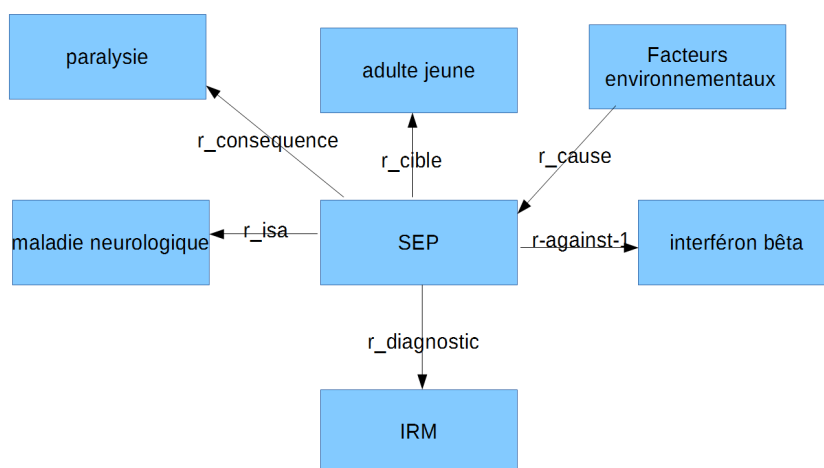 paralysie
adulte jeune
Facteurs
environnementaux
r_consequence
r_cible
r_cause
maladie neurologique
r_isa
SEP
r-against-1
interféron bêta
r_diagnostic
IRM